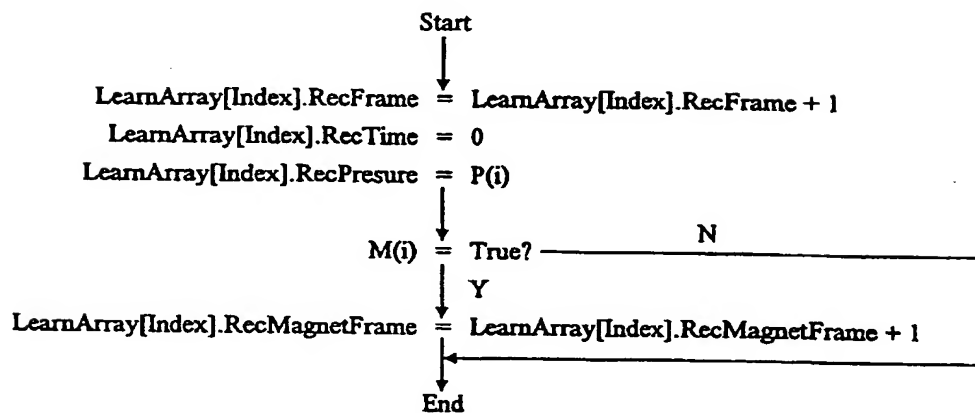 Start
LearnArray[Index].RecFrame = LearnArray[Index].RecFrame + 1
LearnArray[Index].RecTime = 0
LearnArray[Index].RecPresure = P(i)
M(i) = True? N
Y
LearnArray[Index].RecMagnetFrame = LearnArray[Index].RecMagnetFrame + 1
End